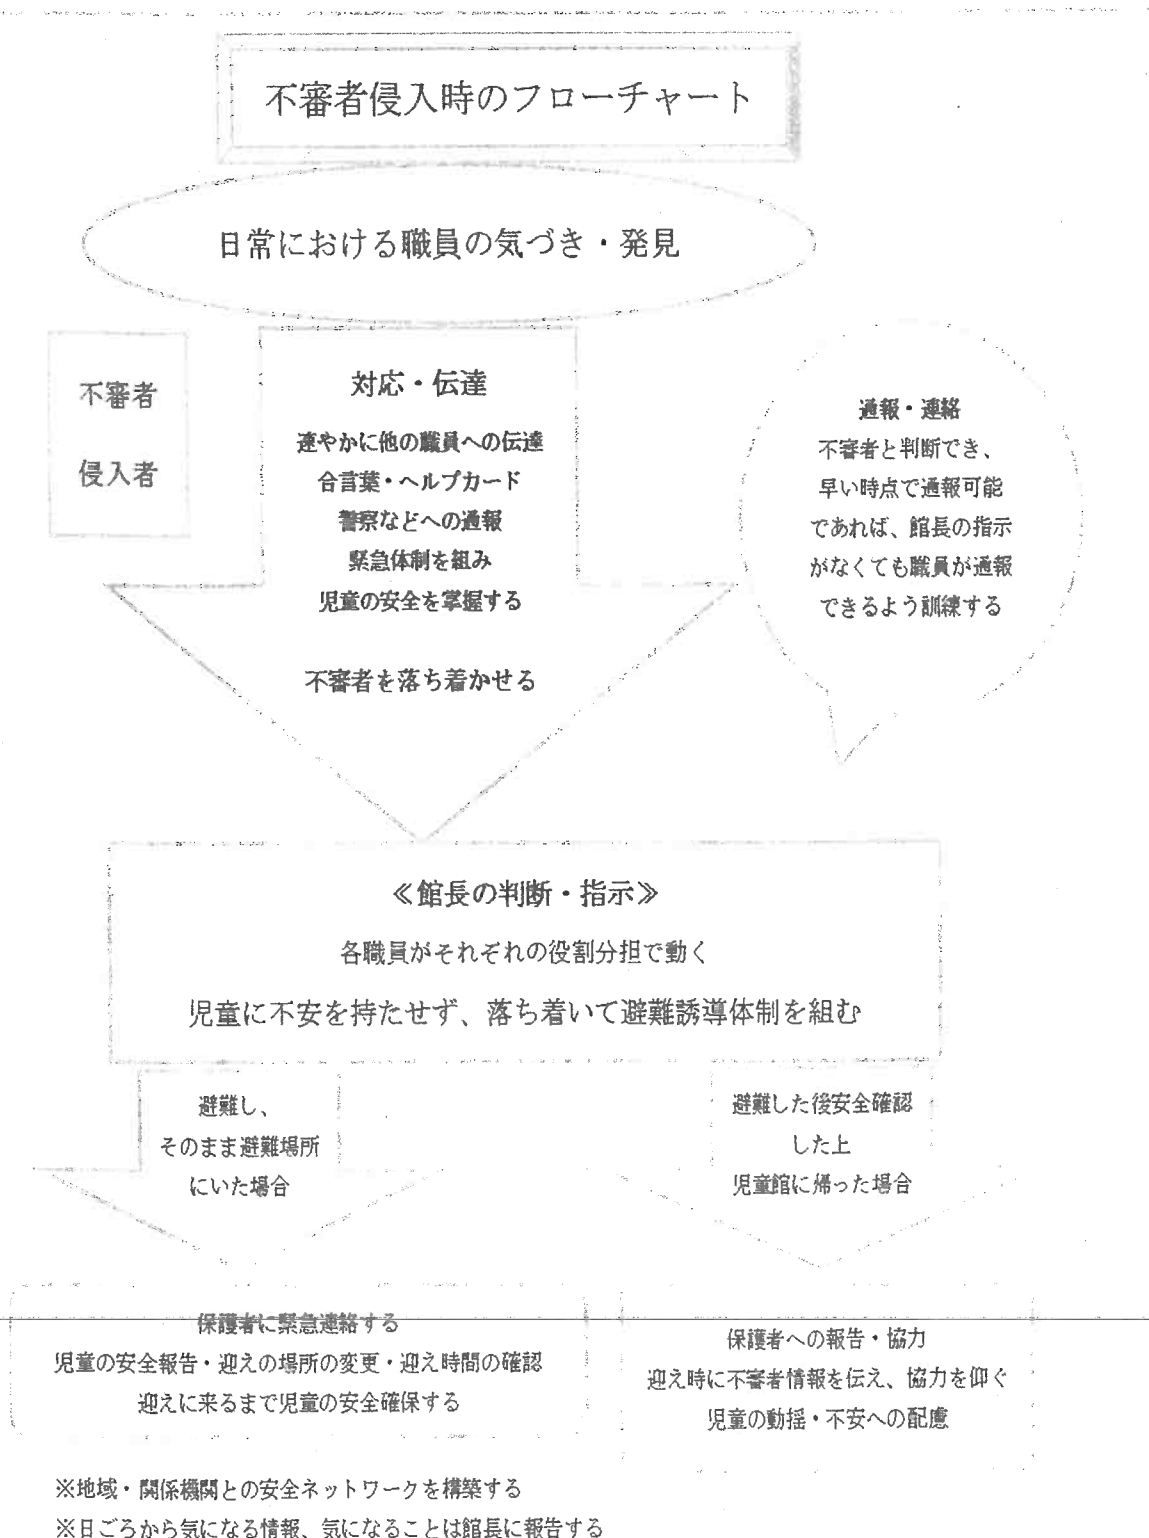 不審者侵入時のフローチャート
日常における職員の気づき・発見
不審者
侵入者
対応・伝達
速やかに他の職員への伝達
合言葉・ヘルプカード
警察などへの通報
緊急体制を組み
児童の安全を掌握する
不審者を落ち着かせる
通報・連絡
不審者と判断でき、
早い時点で通報可能
であれば、館長の指示
がなくても職員が通報
できるよう訓練する
≪館長の判断・指示≫
各職員がそれぞれの役割分担で動く
児童に不安を持たせず、落ち着いて避難誘導体制を組む
避難し、
そのまま避難場所
にいた場合
避難した後安全確認
した上
児童館に帰った場合
保護者に緊急連絡する
児童の安全報告・迎えの場所の変更・迎え時間の確認
迎えに来るまで児童の安全確保する
保護者への報告・協力
迎え時に不審者情報を伝え、協力を仰ぐ
児童の動揺・不安への配慮
※地域・関係機関との安全ネットワークを構築する
※日ごろから気になる情報、気になることは館長に報告する